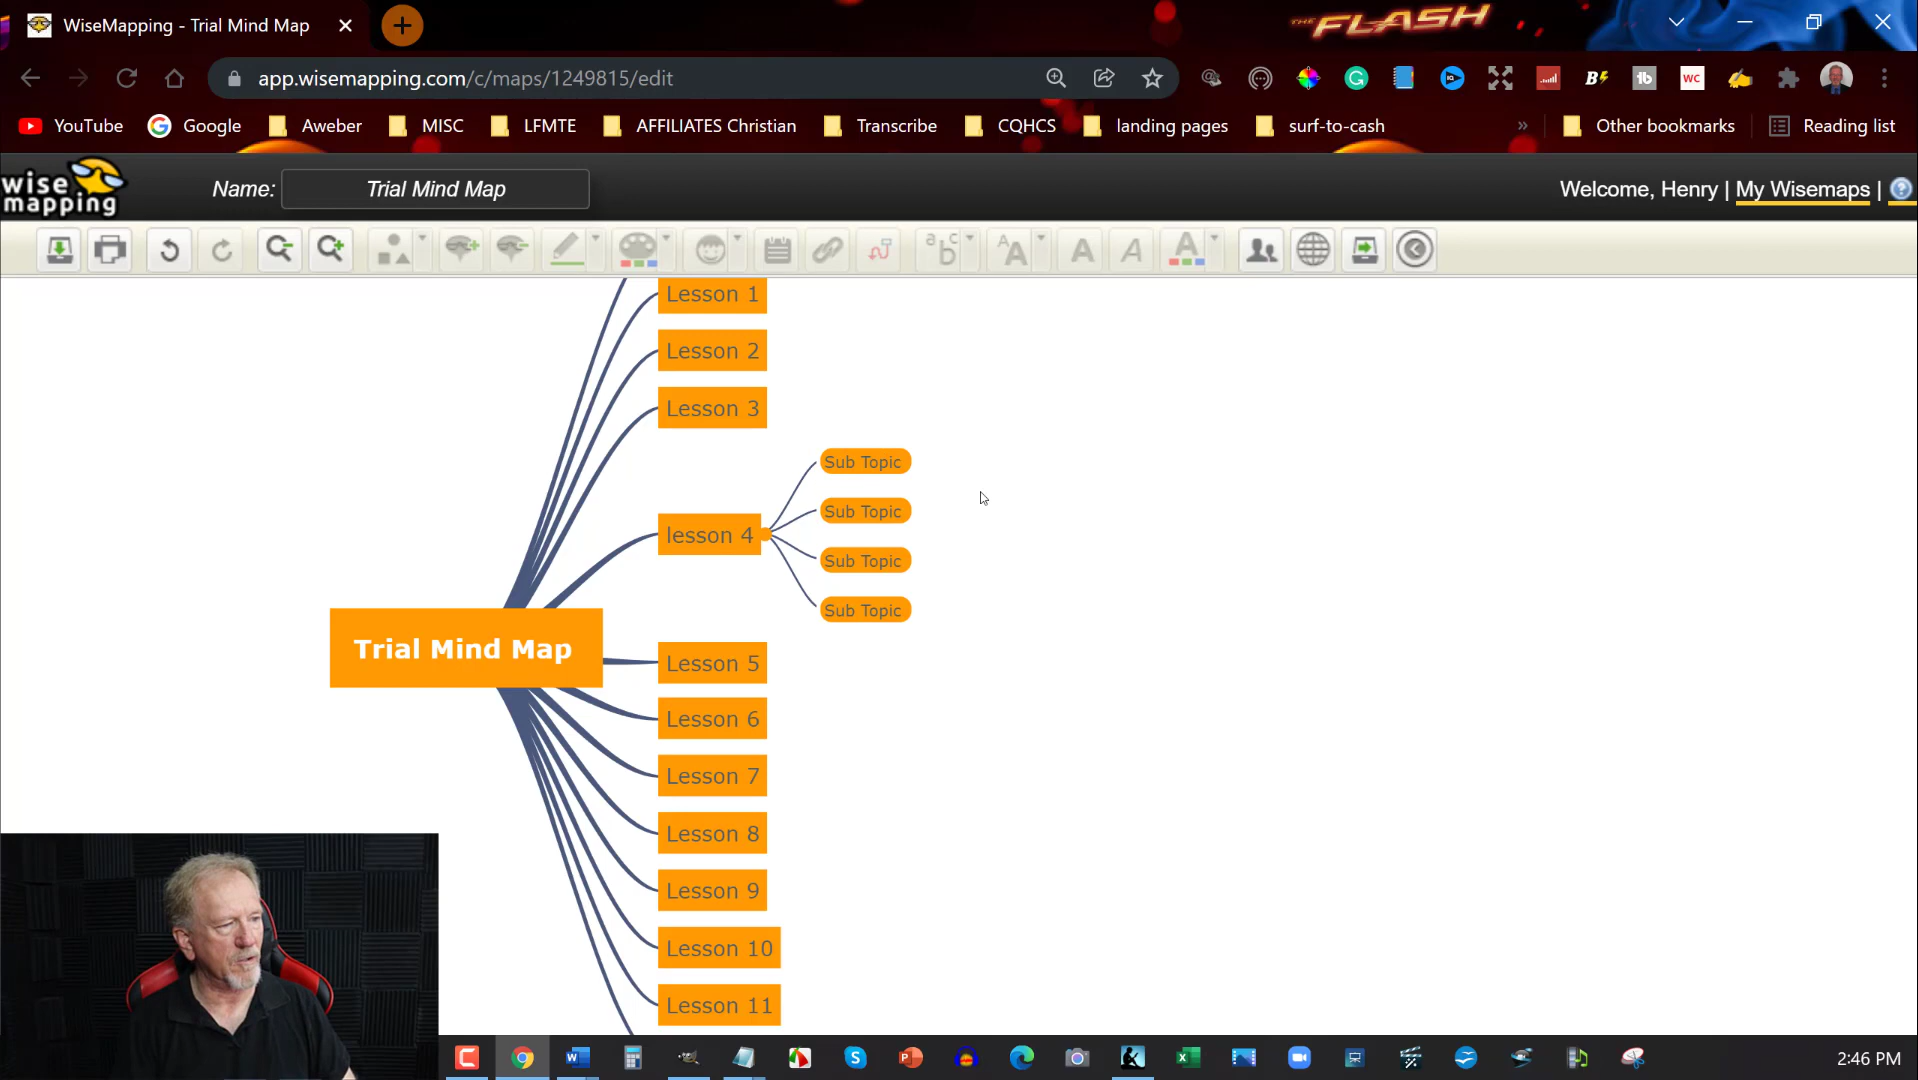 THE FLASH
WiseMapping - Trial Mind Map
app.wisemapping.com/c/maps/1249815/edit
YouTube Google Aweber MISC LFMTE AFFILIATES Christian Transcribe CQHCS landing pages surf-to-cash » Other bookmarks Reading list
wise mapping
Name: Trial Mind Map
Welcome, Henry | My Wisemaps |
Lesson 1
Lesson 2
Lesson 3
Sub Topic
Sub Topic
lesson 4
Sub Topic
Sub Topic
Trial Mind Map
Lesson 5
Lesson 6
Lesson 7
Lesson 8
Lesson 9
Lesson 10
Lesson 11
2:46 PM